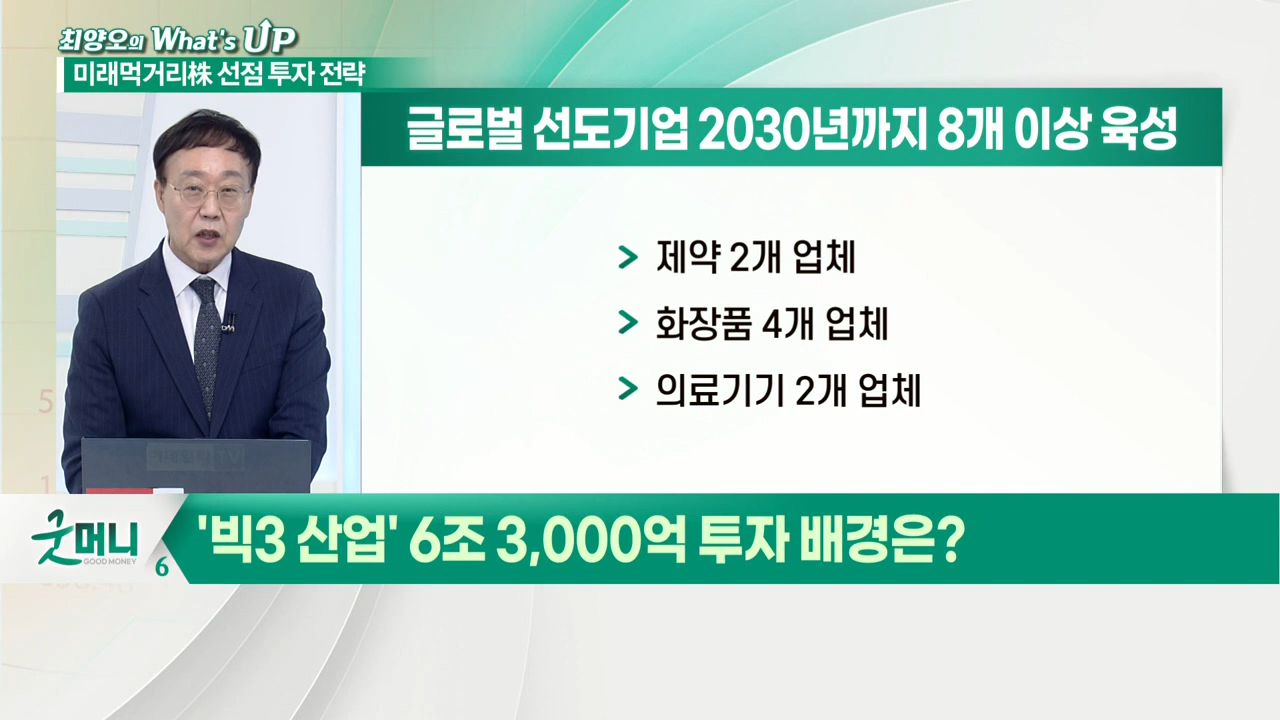 최양오의 What's UP
미래먹거리株 선점 투자 전략
글로벌 선도기업 2030년까지 8개 이상 육성
> 제약 2개 업체
> 화장품 4개 업체
> 의료기기 2개 업체
5
1
굿머니
GOOD MONEY
6
'빅3 산업' 6조 3,000억 투자 배경은?